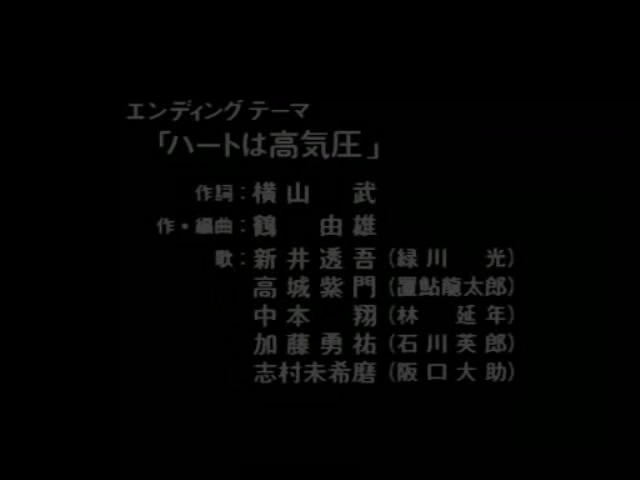 エンディングテーマ
「ハートは高気圧」
作詞：横山 武
作・編曲：鶴 由雄
歌：新井透吾（緑川 光）
高城紫門（置鮎龍太郎）
中本 翔（林 延年）
加藤勇祐（石川英郎）
志村未希磨（阪口大助）